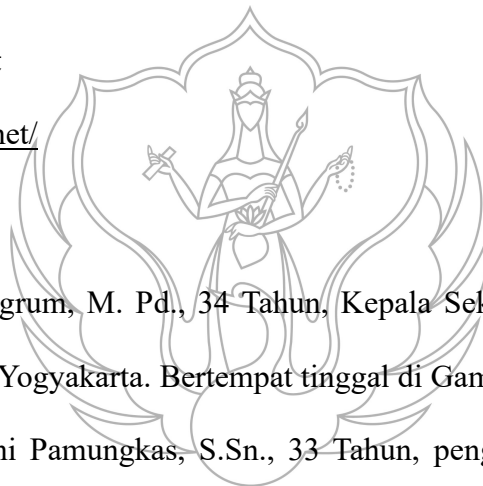 net/
grum, M. Pd., 34 Tahun, Kepala Sek
Yogyakarta. Bertempat tinggal di Gam
ni Pamungkas, S.Sn., 33 Tahun, peng